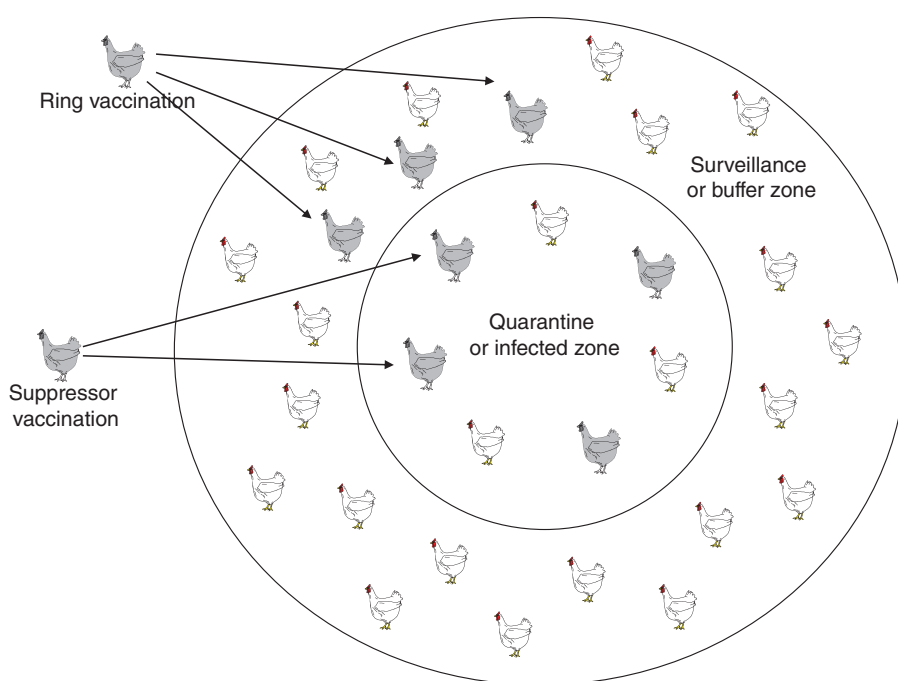 Ring vaccination
Surveillance
or buffer zone
Quarantine
or infected zone
Suppressor
vaccination